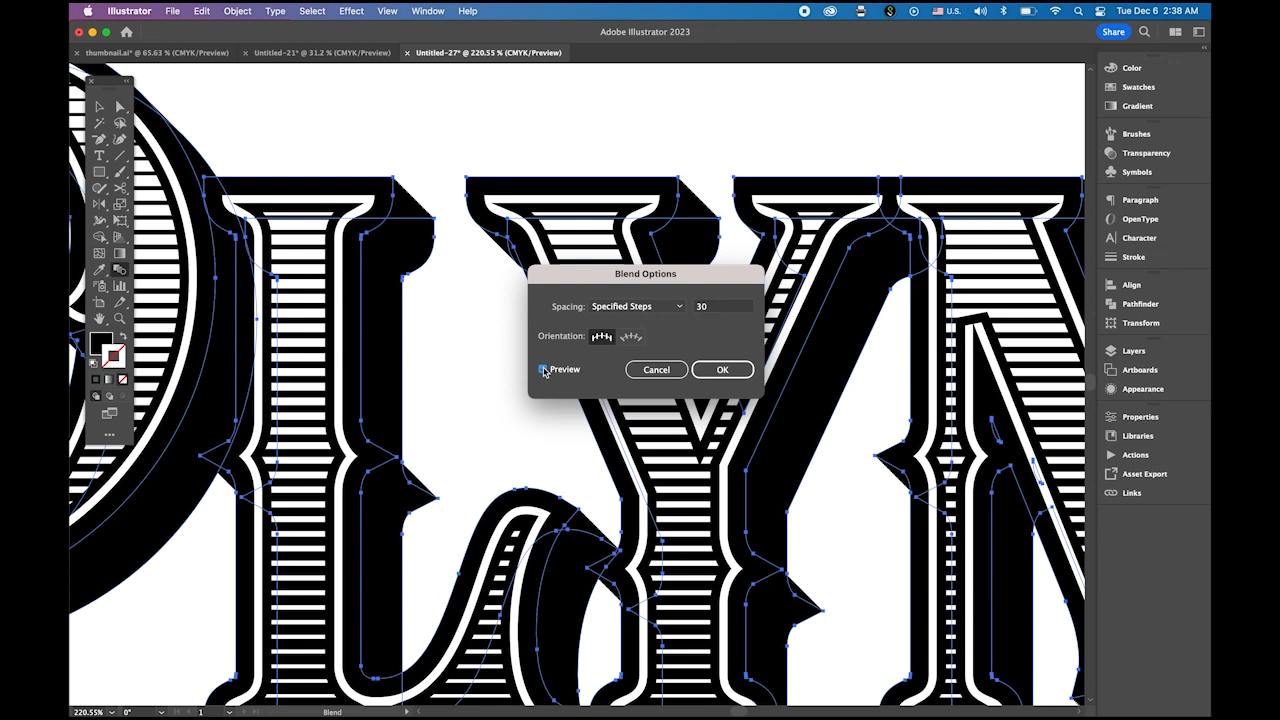 Illustrator File Edit Object Type Select Effect View Window Help U.S. Tue Dec 6 2:38 AM
Adobe Illustrator 2023
Share
× thumbnail.ai* @ 65.63 % (CMYK/Preview) × Untitled-21* @ 31.2 % (CMYK/Preview) × Untitled-27* @ 220.55 % (CMYK/Preview)
Color
Swatches
Gradient
Brushes
Transparency
Symbols
Paragraph
OpenType
Character
Stroke
Align
Pathfinder
Transform
Layers
Artboards
Appearance
Properties
Libraries
Actions
Asset Export
Links
LY
Blend Options
Spacing: Specified Steps 30
Orientation:
Preview Cancel OK
220.55% 0° 1 Blend